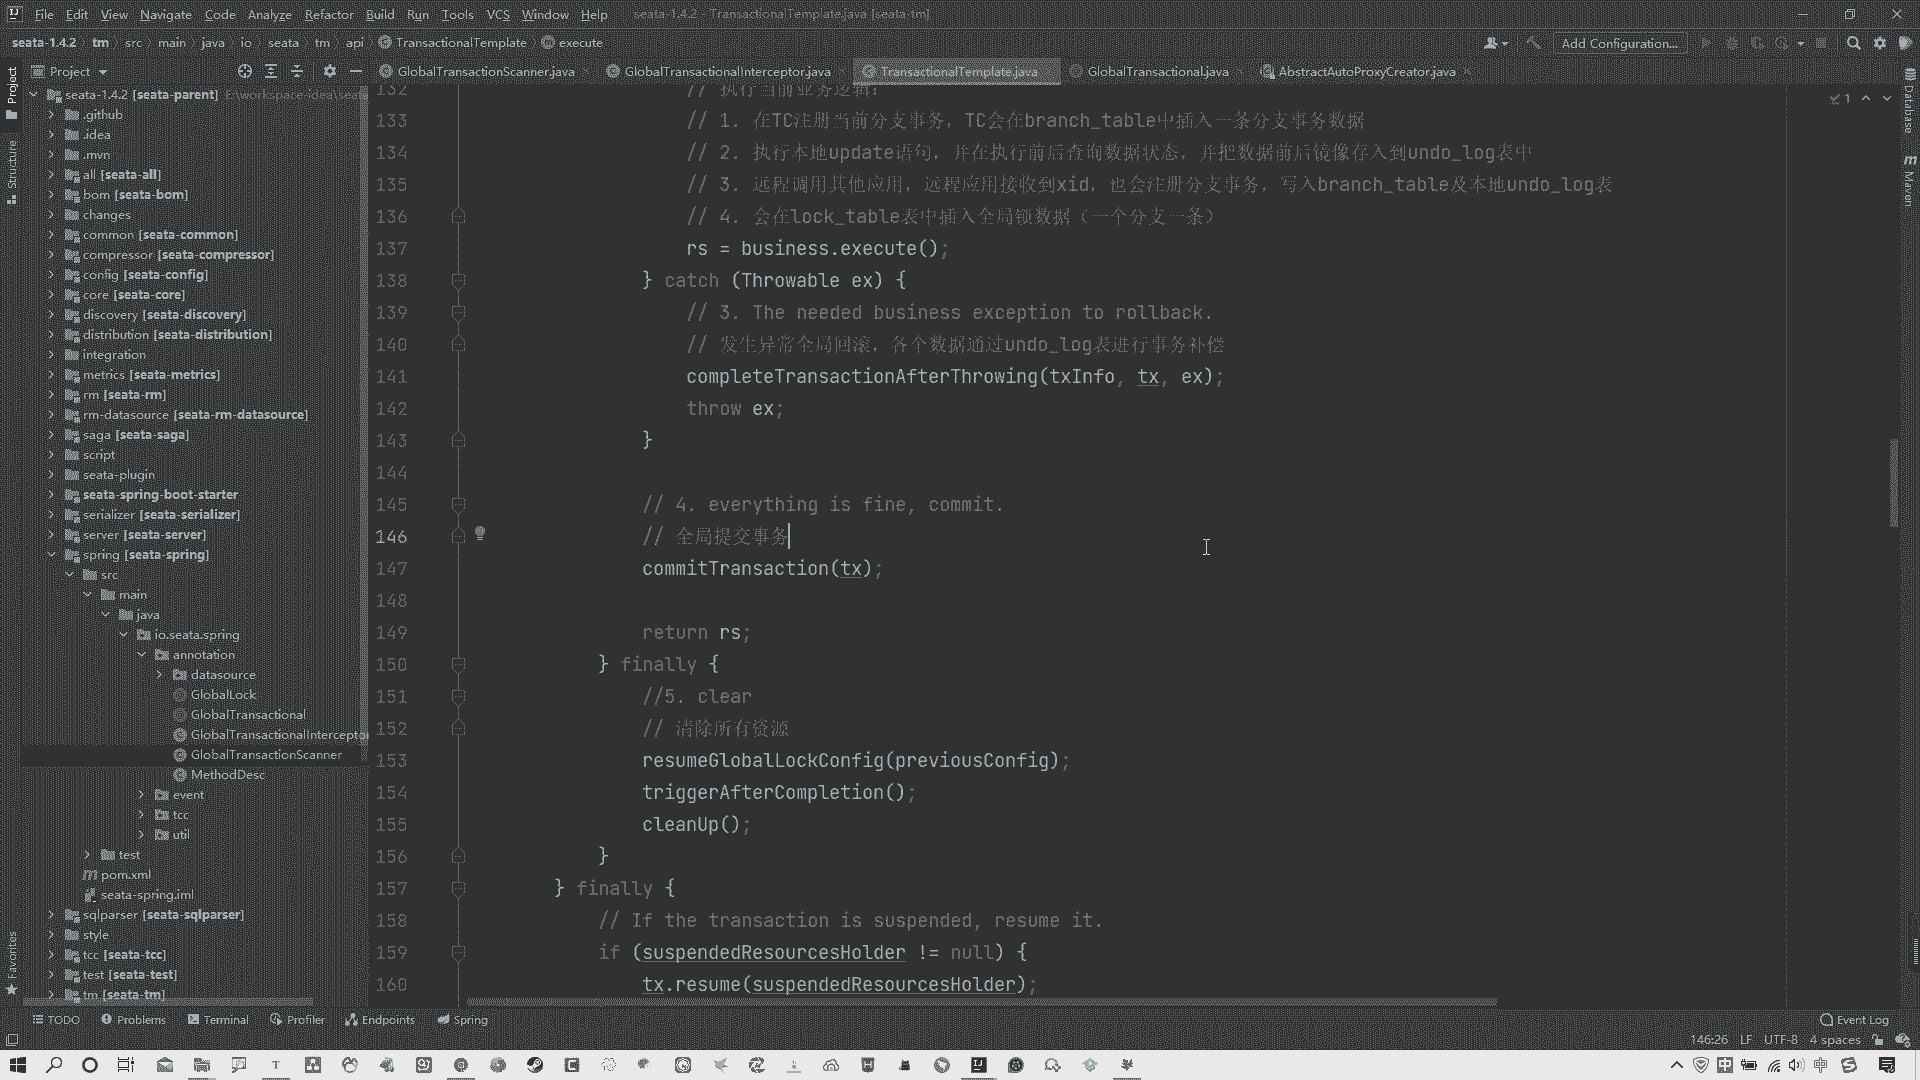 File Edit View Navigate Code Analyze Refactor Build Run Tools VCS Window Help seata-1.4.2 - TransactionalTemplate.java [seata-tm]
seata-1.4.2 tm src main java io seata tm api TransactionalTemplate execute Add Configuration...
Project GlobalTransactionScanner.java GlobalTransactionalInterceptor.java TransactionalTemplate.java GlobalTransactional.java AbstractAutoProxyCreator.java
Project
Structure
Favorites
Database
Maven
1
seata-1.4.2 [seata-parent] E:\workspace-idea\seata
.github
.idea
.mvn
all [seata-all]
bom [seata-bom]
changes
common [seata-common]
compressor [seata-compressor]
config [seata-config]
core [seata-core]
discovery [seata-discovery]
distribution [seata-distribution]
integration
metrics [seata-metrics]
rm [seata-rm]
rm-datasource [seata-rm-datasource]
saga [seata-saga]
script
seata-plugin
seata-spring-boot-starter
serializer [seata-serializer]
server [seata-server]
spring [seata-spring]
src
main
java
io.seata.spring
annotation
datasource
GlobalLock
GlobalTransactional
GlobalTransactionalInterceptor
GlobalTransactionScanner
MethodDesc
event
tcc
util
test
pom.xml
seata-spring.iml
sqlparser [seata-sqlparser]
style
tcc [seata-tcc]
test [seata-test]
tm [seata-tm]
132 // 执行当前业务逻辑:
133 // 1. 在TC注册当前分支事务，TC会在branch_table中插入一条分支事务数据
134 // 2. 执行本地update语句，并在执行前后查询数据状态，并把数据前后镜像存入到undo_log表中
135 // 3. 远程调用其他应用，远程应用接收到xid，也会注册分支事务，写入branch_table及本地undo_log表
136 // 4. 会在lock_table表中插入全局锁数据（一个分支一条）
137 rs = business.execute();
138 } catch (Throwable ex) {
139 // 3. The needed business exception to rollback.
140 // 发生异常全局回滚，各个数据通过undo_log表进行事务补偿
141 completeTransactionAfterThrowing(txInfo, tx, ex);
142 throw ex;
143 }
144
145 // 4. everything is fine, commit.
146 // 全局提交事务
147 commitTransaction(tx);
148
149 return rs;
150 } finally {
151 //5. clear
152 // 清除所有资源
153 resumeGlobalLockConfig(previousConfig);
154 triggerAfterCompletion();
155 cleanUp();
156 }
157 } finally {
158 // If the transaction is suspended, resume it.
159 if (suspendedResourcesHolder != null) {
160 tx.resume(suspendedResourcesHolder);
TODO Problems Terminal Profiler Endpoints Spring Event Log
146:26 LF UTF-8 4 spaces
中